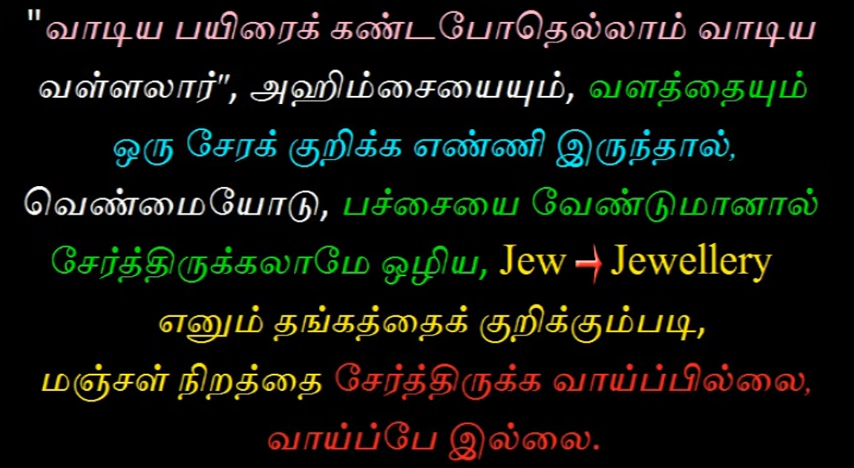 "வாடிய பயிரைக் கண்டபோதெல்லாம் வாடிய
வள்ளலார்", அஹிம்சையையும், வளத்தையும்
ஒரு சேரக் குறிக்க எண்ணி இருந்தால்,
வெண்மையோடு, பச்சையை வேண்டுமானால்
சேர்த்திருக்கலாமே ஒழிய, Jew → Jewellery
எனும் தங்கத்தைக் குறிக்கும்படி,
மஞ்சள் நிறத்தை சேர்த்திருக்க வாய்ப்பில்லை,
வாய்ப்பே இல்லை.